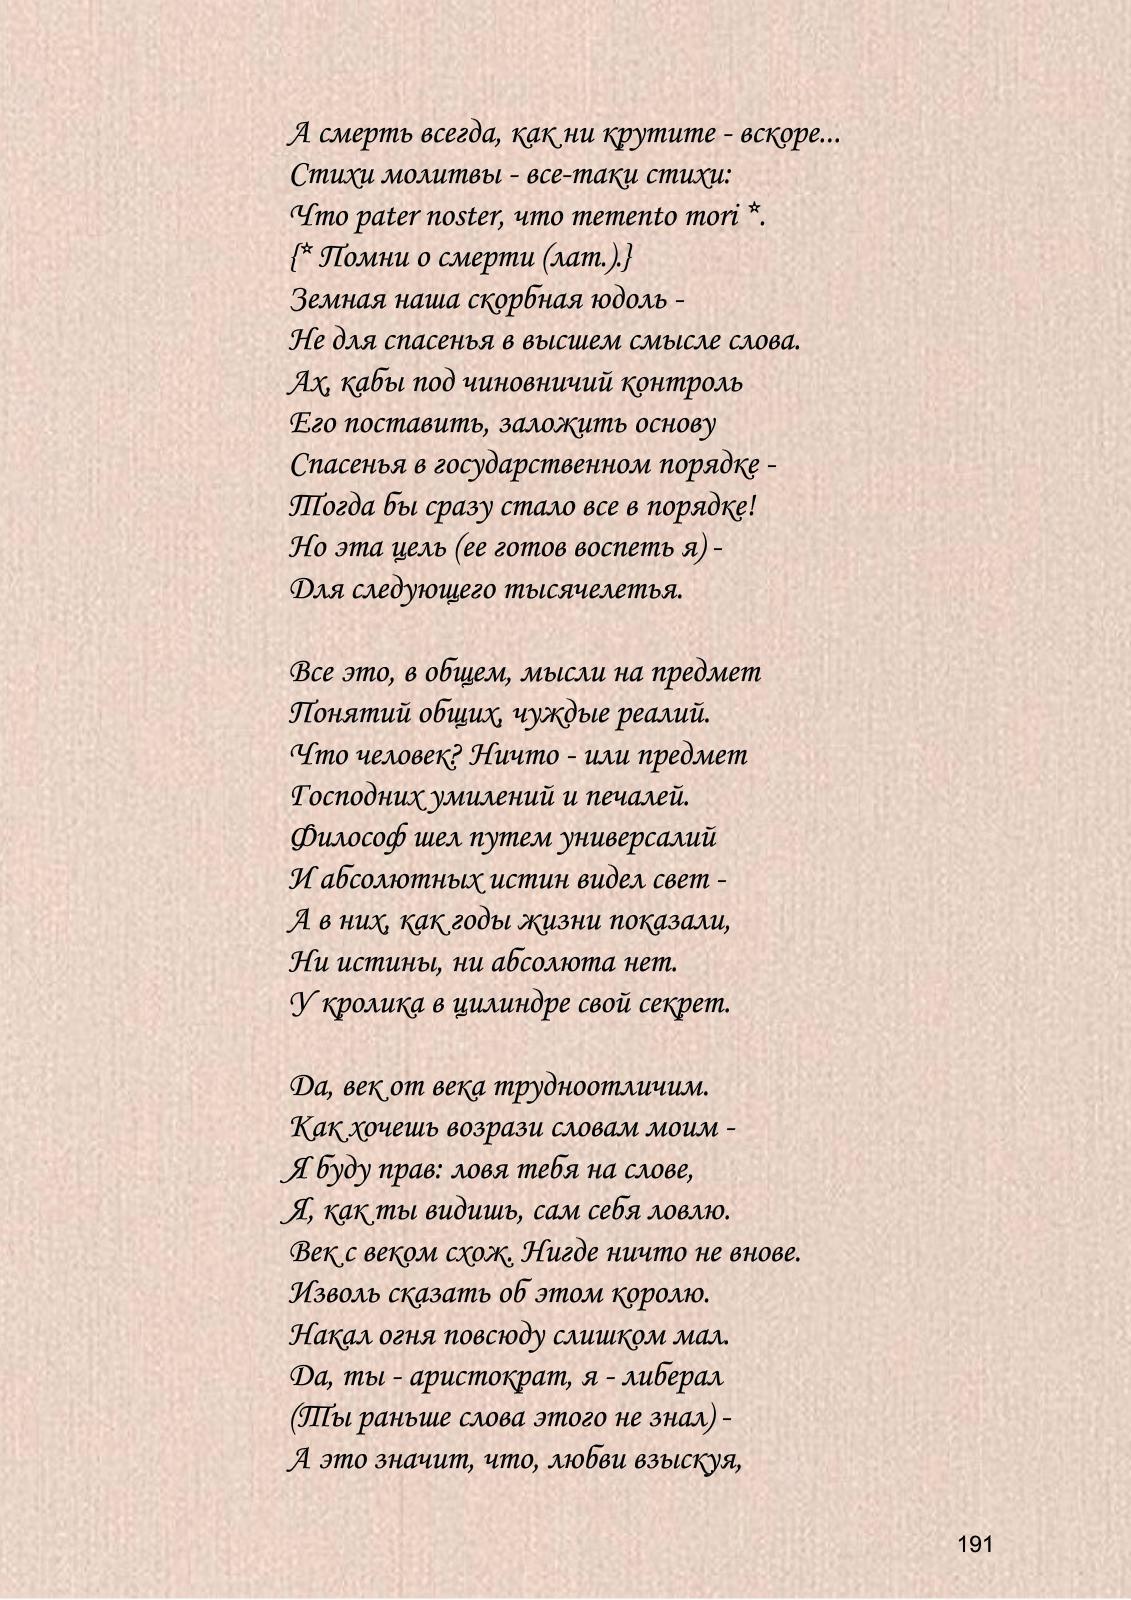 А смерть всегда, как ни крутите - вскоре...
Стихи молитвы - все-таки стихи:
Что pater noster, что memento mori *.
{* Помни о смерти (лат.).}
Земная наша скорбная юдоль -
Не для спасенья в высшем смысле слова.
Ах, кабы под чиновничий контроль
Его поставить, заложить основу
Спасенья в государственном порядке -
Тогда бы сразу стало все в порядке!
Но эта цель (ее готов воспеть я) -
Для следующего тысячелетья.

Все это, в общем, мысли на предмет
Понятий общих, чуждые реалий.
Что человек? Ничто - или предмет
Господних умилений и печалей.
Философ шел путем универсалий
И абсолютных истин видел свет -
А в них, как годы жизни показали,
Ни истины, ни абсолюта нет.
У кролика в цилиндре свой секрет.

Да, век от века трудноотличим.
Как хочешь возрази словам моим -
Я буду прав: ловя тебя на слове,
Я, как ты видишь, сам себя ловлю.
Век с веком схож. Нигде ничто не внове.
Изволь сказать об этом королю.
Накал огня повсюду слишком мал.
Да, ты - аристократ, я - либерал
(Ты раньше слова этого не знал) -
А это значит, что, любви взыскуя,
191